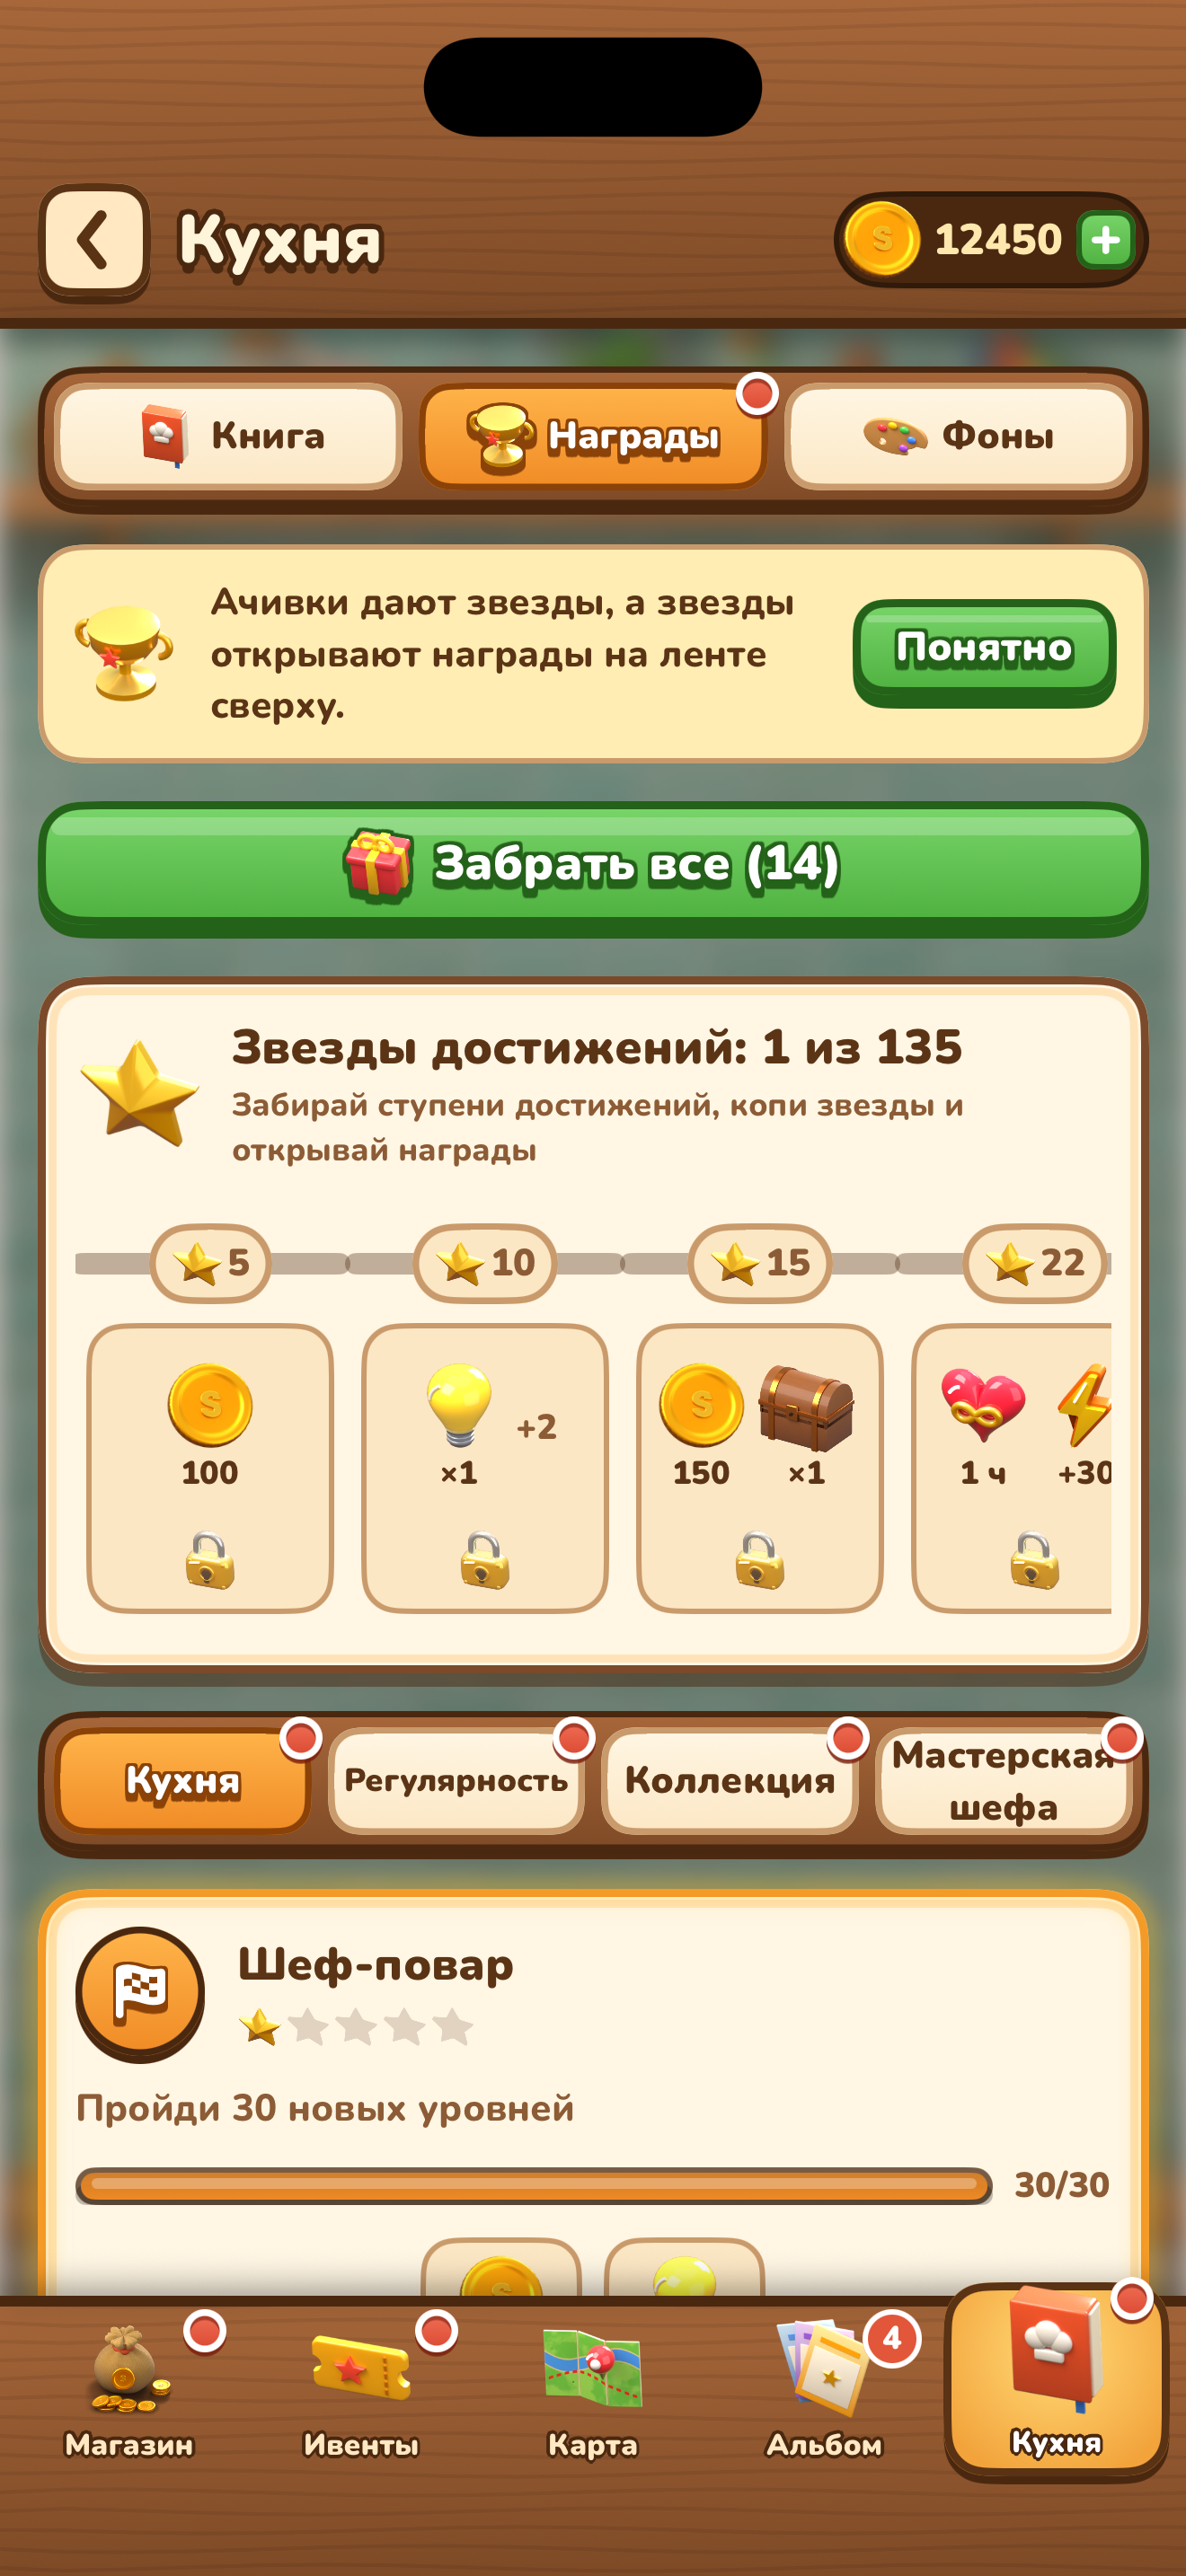 Кухня
12450
Книга
Награды
Фоны
Ачивки дают звезды, а звезды
открывают награды на ленте
сверху.
Понятно
Забрать все (14)
Звезды достижений: 1 из 135
Забирай ступени достижений, копи звезды и
открывай награды
5
10
15
22
100
×1
+2
150
×1
1 ч
+30
Кухня
Регулярность
Коллекция
Мастерская
шефа
Шеф-повар
Пройди 30 новых уровней
30/30
Магазин
Ивенты
Карта
4
Альбом
Кухня